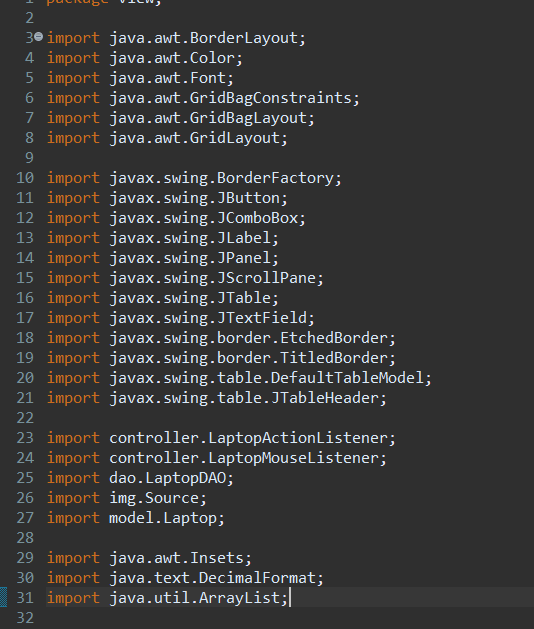 1 package view;
2
3 import java.awt.BorderLayout;
4 import java.awt.Color;
5 import java.awt.Font;
6 import java.awt.GridBagConstraints;
7 import java.awt.GridBagLayout;
8 import java.awt.GridLayout;
9
10 import javax.swing.BorderFactory;
11 import javax.swing.JButton;
12 import javax.swing.JComboBox;
13 import javax.swing.JLabel;
14 import javax.swing.JPanel;
15 import javax.swing.JScrollPane;
16 import javax.swing.JTable;
17 import javax.swing.JTextField;
18 import javax.swing.border.EtchedBorder;
19 import javax.swing.border.TitledBorder;
20 import javax.swing.table.DefaultTableModel;
21 import javax.swing.table.JTableHeader;
22
23 import controller.LaptopActionListener;
24 import controller.LaptopMouseListener;
25 import dao.LaptopDAO;
26 import img.Source;
27 import model.Laptop;
28
29 import java.awt.Insets;
30 import java.text.DecimalFormat;
31 import java.util.ArrayList;
32